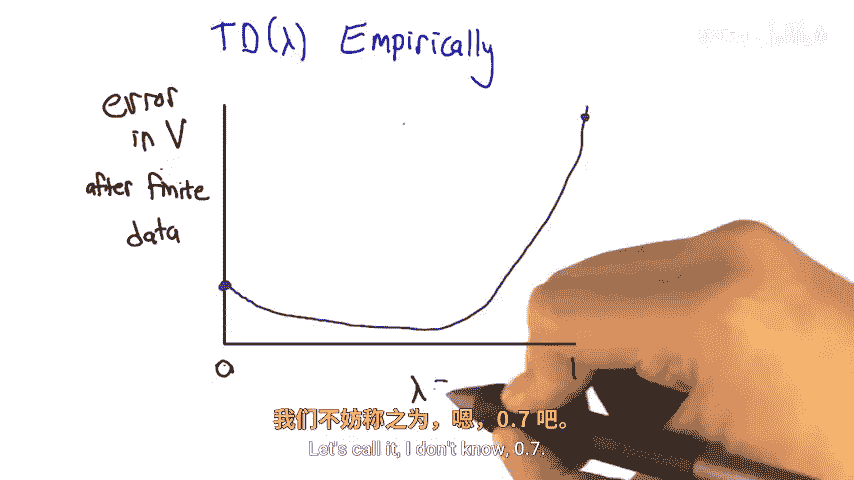 TD(λ) Empirically
error
in V
after finite
data
0
1
λ =
我们不妨称之为，嗯，0.7 吧。
Let's call it, I don't know, 0.7.